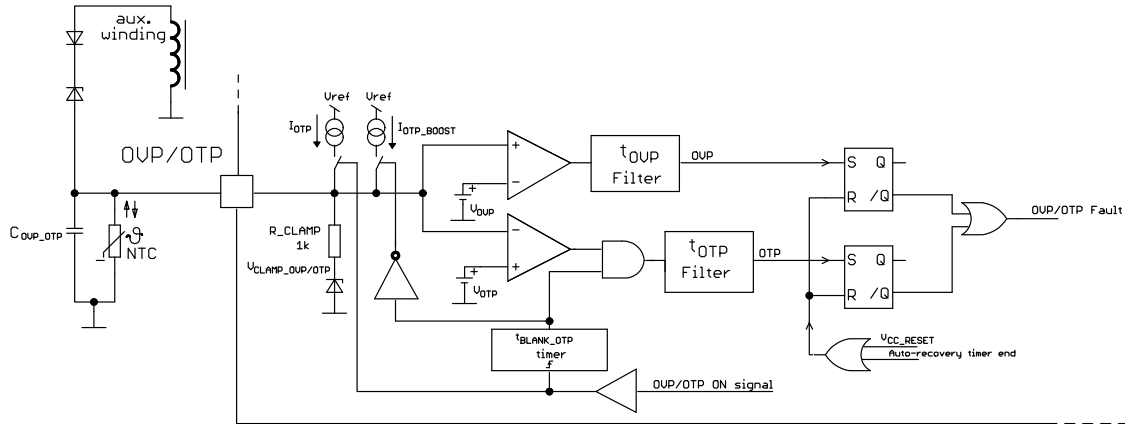 aux.
winding
Vref
Vref
IOTP
IOTP_BOOST
OVP/OTP
+
−
VOVP
tOVP
Filter
OVP
S Q
R /Q
COVP_OTP
ϑ
NTC
R_CLAMP
1k
VCLAMP_OVP/OTP
−
+
VOTP
tOTP
Filter
OTP
S Q
R /Q
OVP/OTP Fault
tBLANK_OTP
timer
VCC_RESET
Auto-recovery timer end
OVP/OTP ON signal